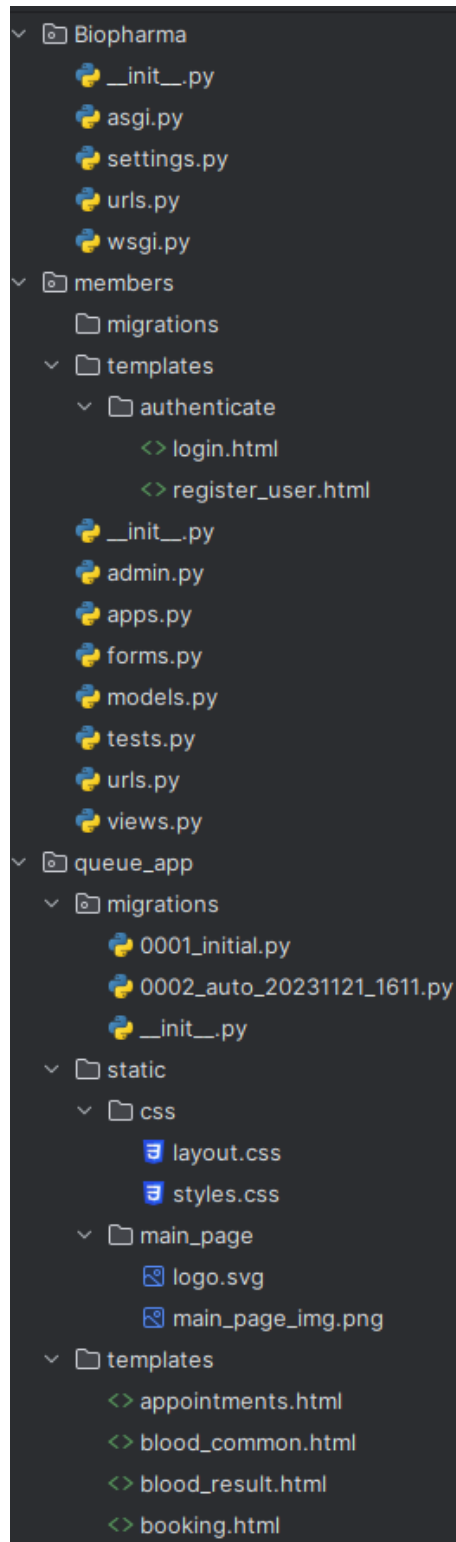 Biopharma
__init__.py
asgi.py
settings.py
urls.py
wsgi.py
members
migrations
templates
authenticate
login.html
register_user.html
__init__.py
admin.py
apps.py
forms.py
models.py
tests.py
urls.py
views.py
queue_app
migrations
0001_initial.py
0002_auto_20231121_1611.py
__init__.py
static
css
layout.css
styles.css
main_page
logo.svg
main_page_img.png
templates
appointments.html
blood_common.html
blood_result.html
booking.html